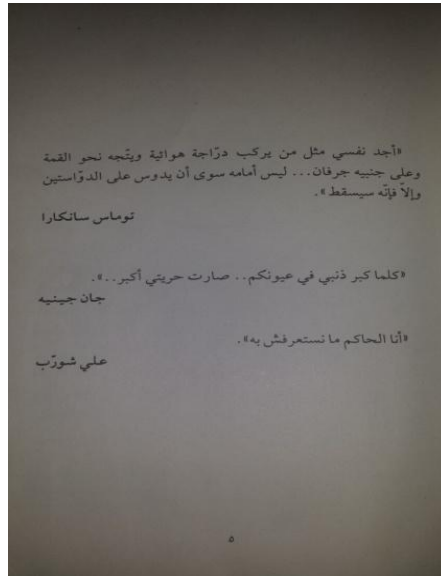 «أجد نفسي مثل من يركب درّاجة هوائية ويتّجه نحو القمة
وعلى جنبيه جرفان... ليس أمامه سوى أن يدوس على الدوّاستين
وإلاّ فإنّه سيسقط».
توماس سانكارا
«كلما كبر ذنبي في عيونكم.. صارت حريتي أكبر..».
جان جينيه
«أنا الحاكم ما نستعرفش به».
علي شورّب
٥